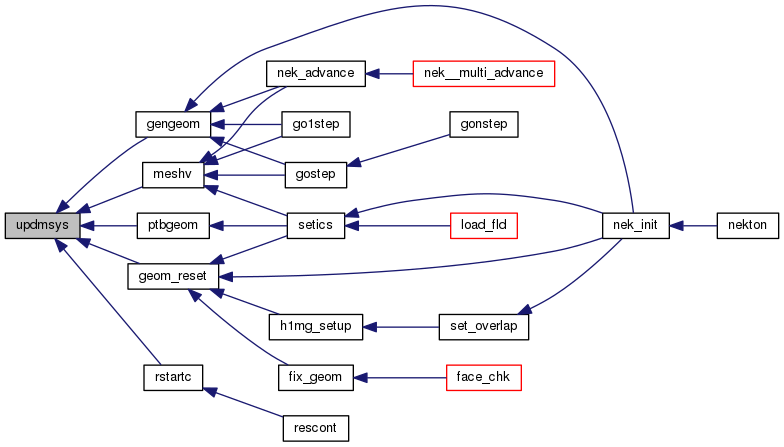 nek_advance
nek__multi_advance
gengeom
go1step
gonstep
meshv
gostep
updmsys
ptbgeom
setics
load_fld
nek_init
nekton
geom_reset
h1mg_setup
set_overlap
rstartc
fix_geom
face_chk
rescont